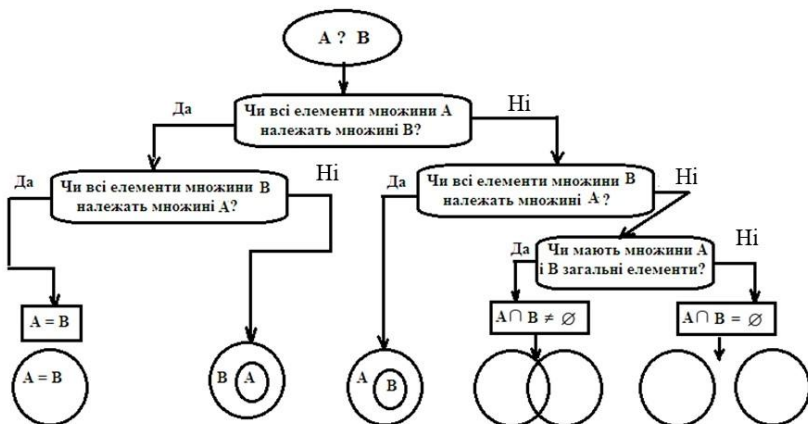 A ? B
Да
Чи всі елементи множини A
належать множині B?
Ні
Да
Чи всі елементи множини B
належать множині A?
Ні
Да
Чи всі елементи множини B
належать множині A ?
Ні
Да
Чи мають множини A
і B загальні елементи?
Ні
A = B
A ∩ B ≠ ∅
A ∩ B = ∅
A = B
B A
A B